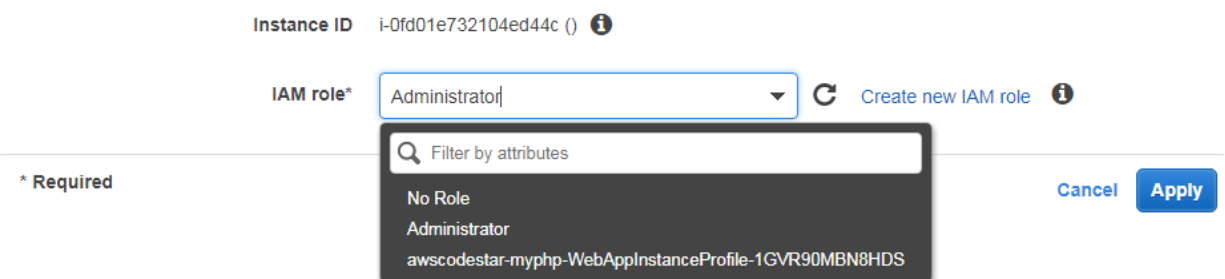 Instance ID i-0fd01e732104ed44c ()
IAM role* Administrator Create new IAM role
Filter by attributes
* Required
No Role
Cancel Apply
Administrator
awscodestar-myphp-WebAppInstanceProfile-1GVR90MBN8HDS